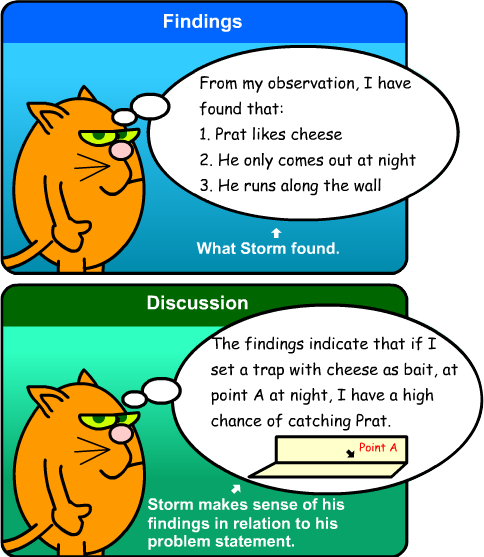 Findings
From my observation, I have
found that:
1. Prat likes cheese
2. He only comes out at night
3. He runs along the wall
What Storm found.
Discussion
The findings indicate that if I
set a trap with cheese as bait, at
point A at night, I have a high
chance of catching Prat.
Point A
Storm makes sense of his
findings in relation to his
problem statement.